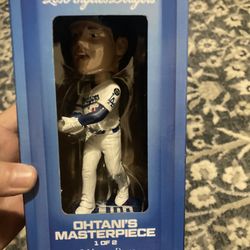 Los Angeles Dodgers
OHTANI'S
MASTERPIECE
1 OF 2